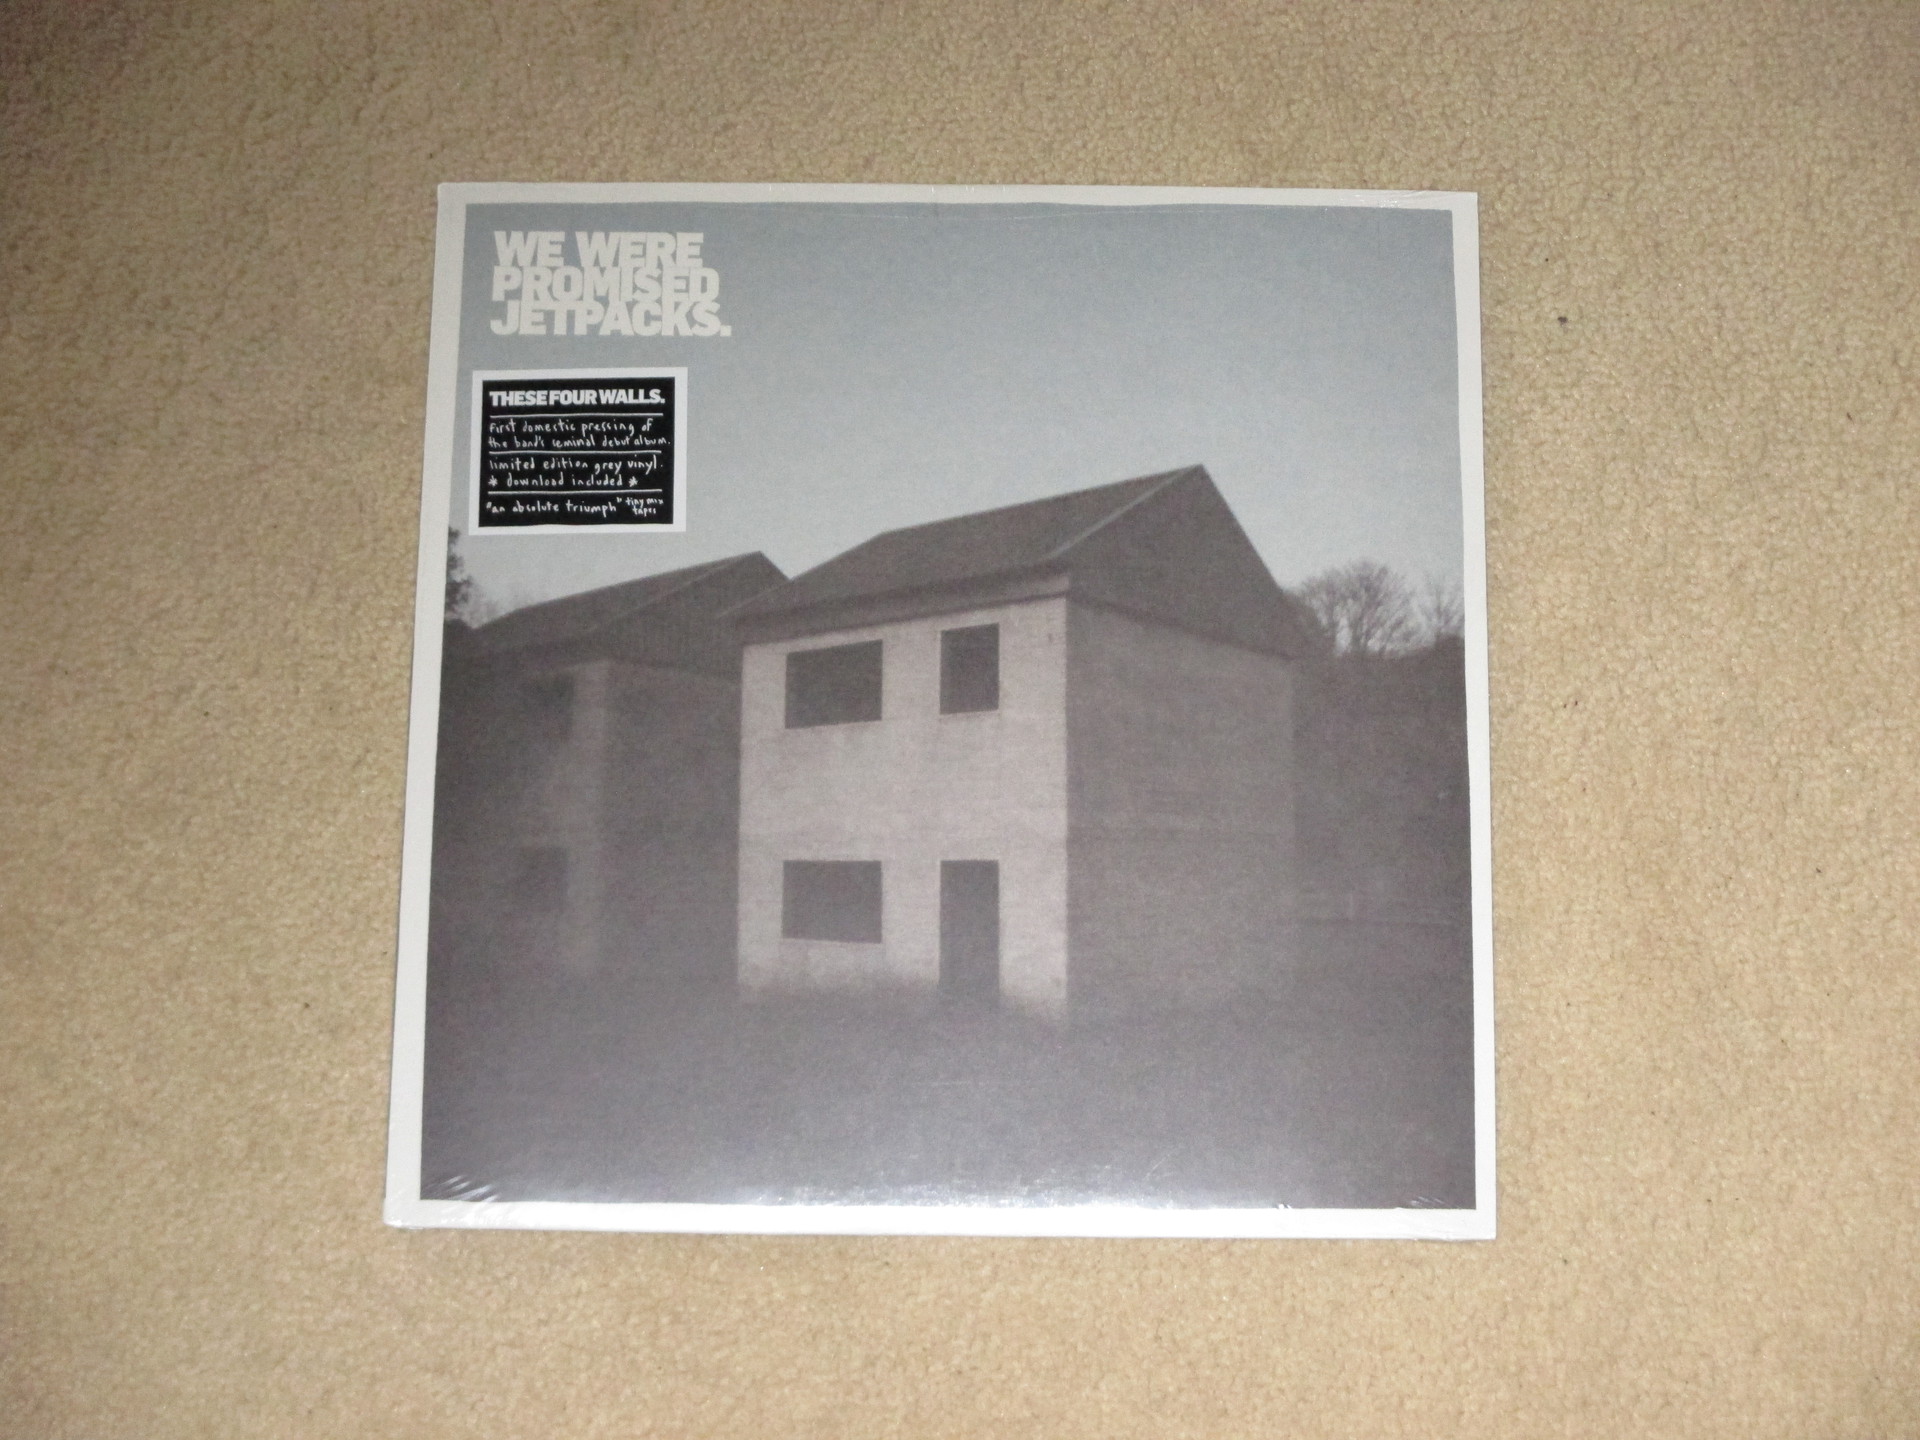 WE WERE
PROMISED
JETPACKS.
THESE FOUR WALLS.
First domestic pressing of
the band's seminal debut album.
limited edition grey vinyl.
* download included *
"an absolute triumph" tiny mix
tapes